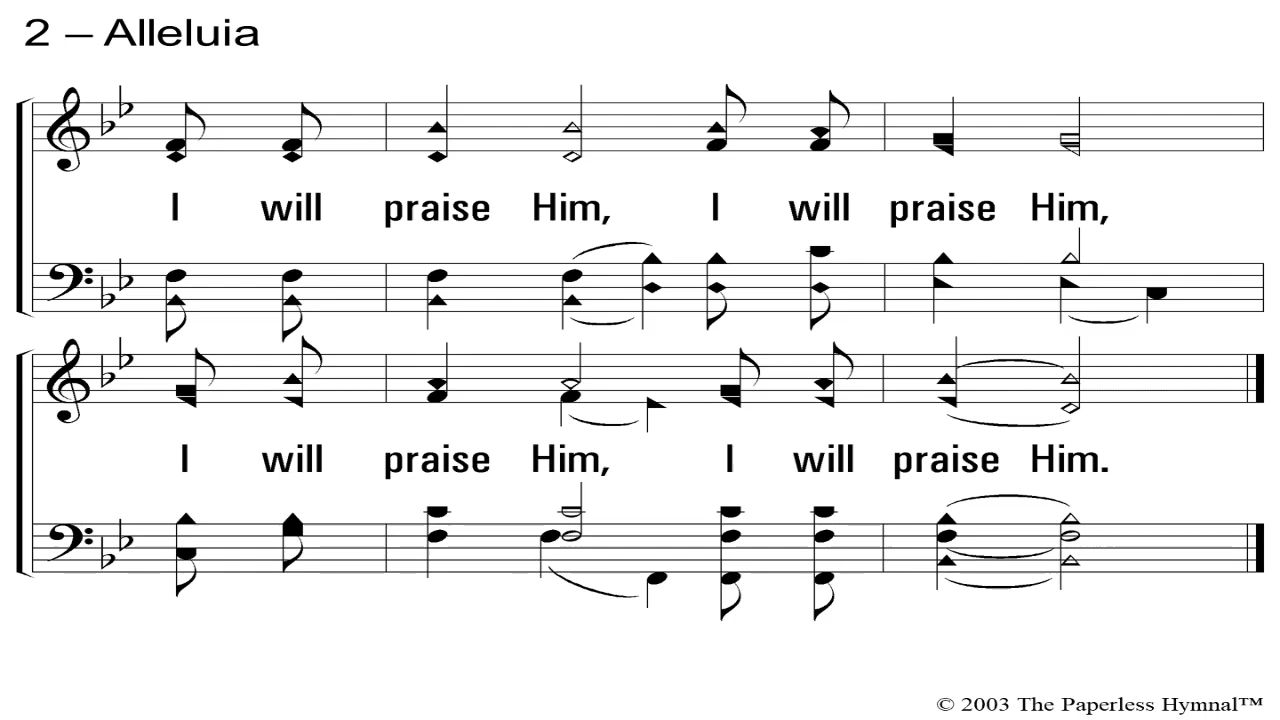 2 – Alleluia
I will praise Him, I will praise Him,
I will praise Him, I will praise Him.
© 2003 The Paperless Hymnal™